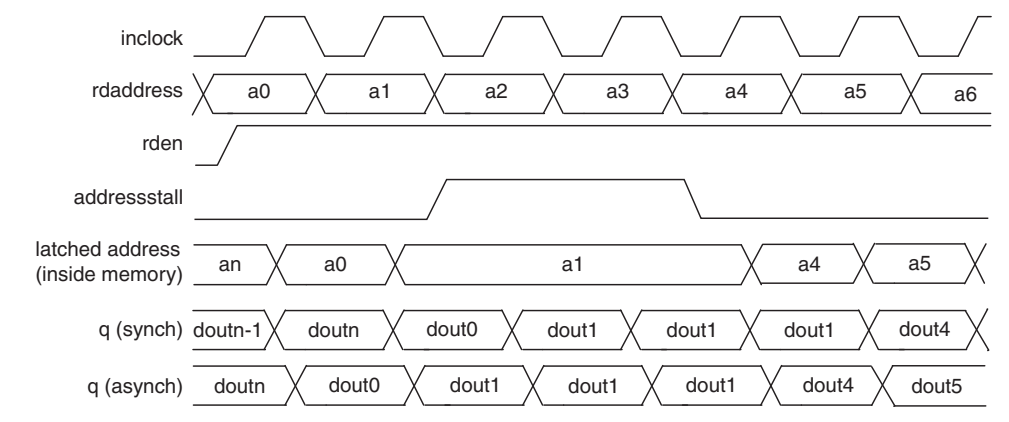 inclock
rdaddress a0 a1 a2 a3 a4 a5 a6
rden
addressstall
latched address
(inside memory) an a0 a1 a4 a5
q (synch) doutn-1 doutn dout0 dout1 dout1 dout1 dout4
q (asynch) doutn dout0 dout1 dout1 dout1 dout4 dout5